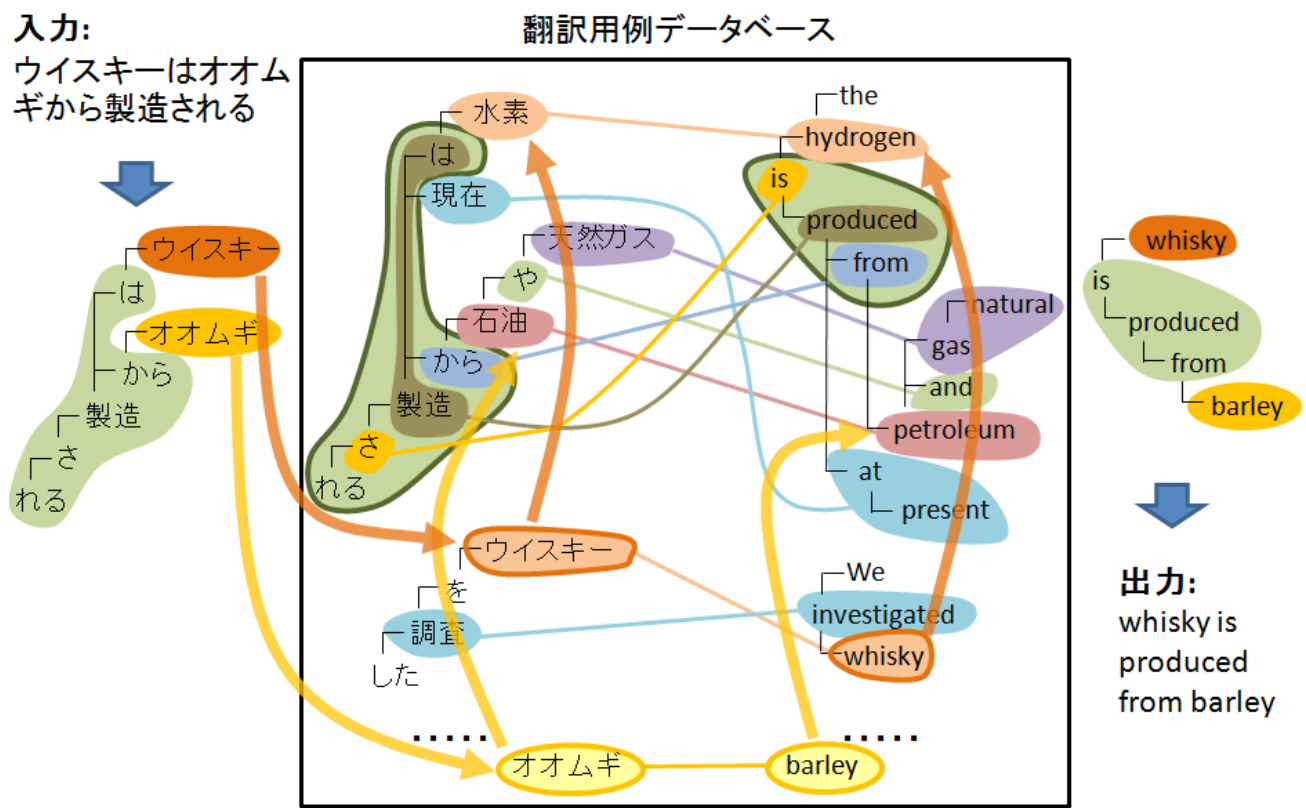 入力:
ウイスキーはオオム
ギから製造される
ウイスキー
は
オオムギ
から
製造
さ
れる
翻訳用例データベース
水素
は
現在
天然ガス
や
石油
から
製造
さ
れる
ウイスキー
を
調査
した
.....
オオムギ
the
hydrogen
is
produced
from
natural
gas
and
petroleum
at
present
We
investigated
whisky
.....
barley
whisky
is
produced
from
barley
出力:
whisky is
produced
from barley